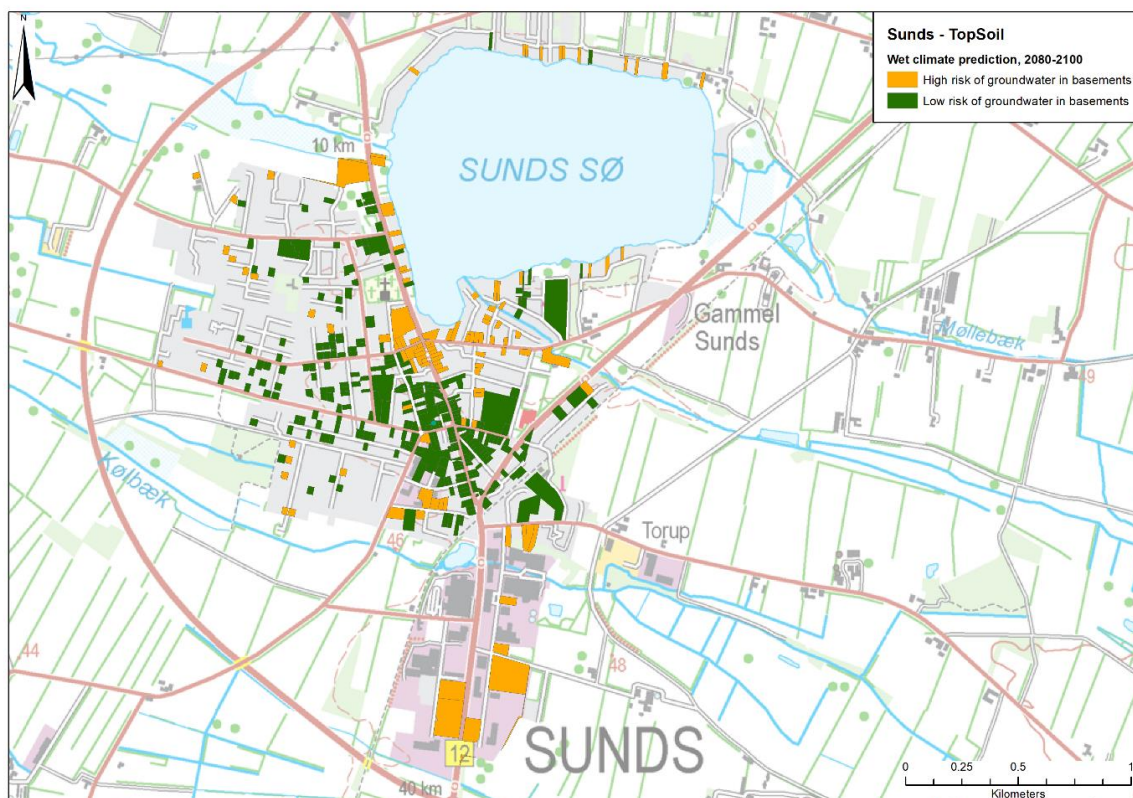 N
Sunds - TopSoil
Wet climate prediction, 2080-2100
High risk of groundwater in basements
Low risk of groundwater in basements
10 km
SUNDS SØ
Gammel
Sunds
Møllebæk
49
Kølbæk
46
Torup
44
48
SUNDS
12
40 km
0 0.25 0.5 1
Kilometers